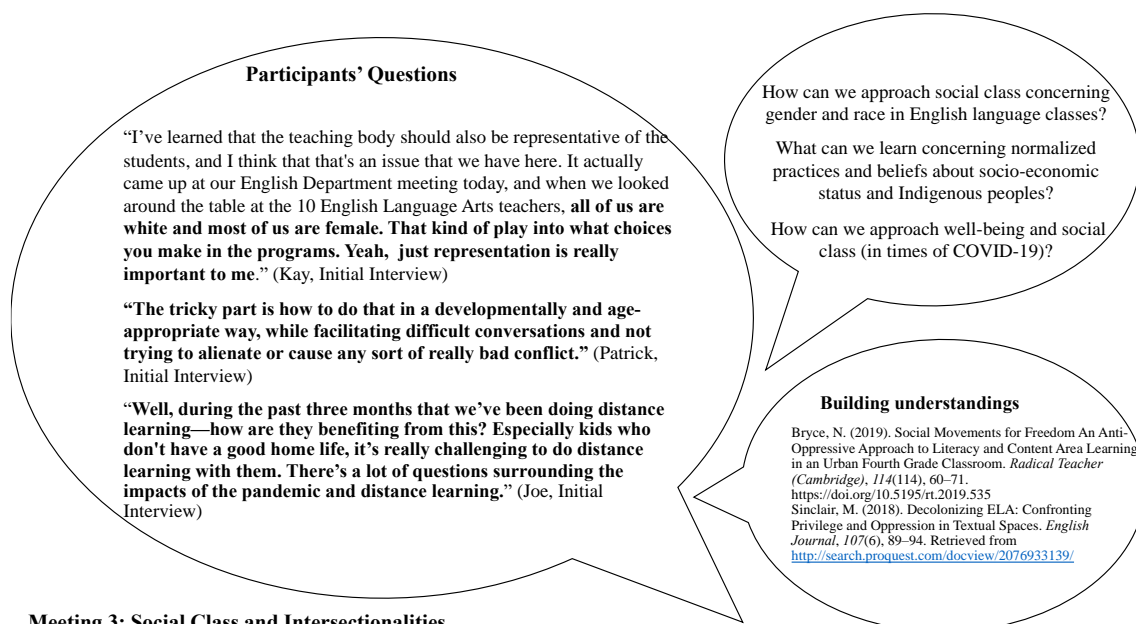 Participants' Questions
“I’ve learned that the teaching body should also be representative of the
students, and I think that that's an issue that we have here. It actually
came up at our English Department meeting today, and when we looked
around the table at the 10 English Language Arts teachers, all of us are
white and most of us are female. That kind of play into what choices
you make in the programs. Yeah,  just representation is really
important to me.” (Kay, Initial Interview)
“The tricky part is how to do that in a developmentally and age-
appropriate way, while facilitating difficult conversations and not
trying to alienate or cause any sort of really bad conflict.” (Patrick,
Initial Interview)
“Well, during the past three months that we’ve been doing distance
learning—how are they benefiting from this? Especially kids who
don't have a good home life, it’s really challenging to do distance
learning with them. There’s a lot of questions surrounding the
impacts of the pandemic and distance learning.” (Joe, Initial
Interview)
How can we approach social class concerning
gender and race in English language classes?
What can we learn concerning normalized
practices and beliefs about socio-economic
status and Indigenous peoples?
How can we approach well-being and social
class (in times of COVID-19)?
Building understandings
Bryce, N. (2019). Social Movements for Freedom An Anti-
Oppressive Approach to Literacy and Content Area Learning
in an Urban Fourth Grade Classroom. Radical Teacher
(Cambridge), 114(114), 60–71.
https://doi.org/10.5195/rt.2019.535
Sinclair, M. (2018). Decolonizing ELA: Confronting
Privilege and Oppression in Textual Spaces. English
Journal, 107(6), 89–94. Retrieved from
http://search.proquest.com/docview/2076933139/
Meeting 3: Social Class and Intersectionalities